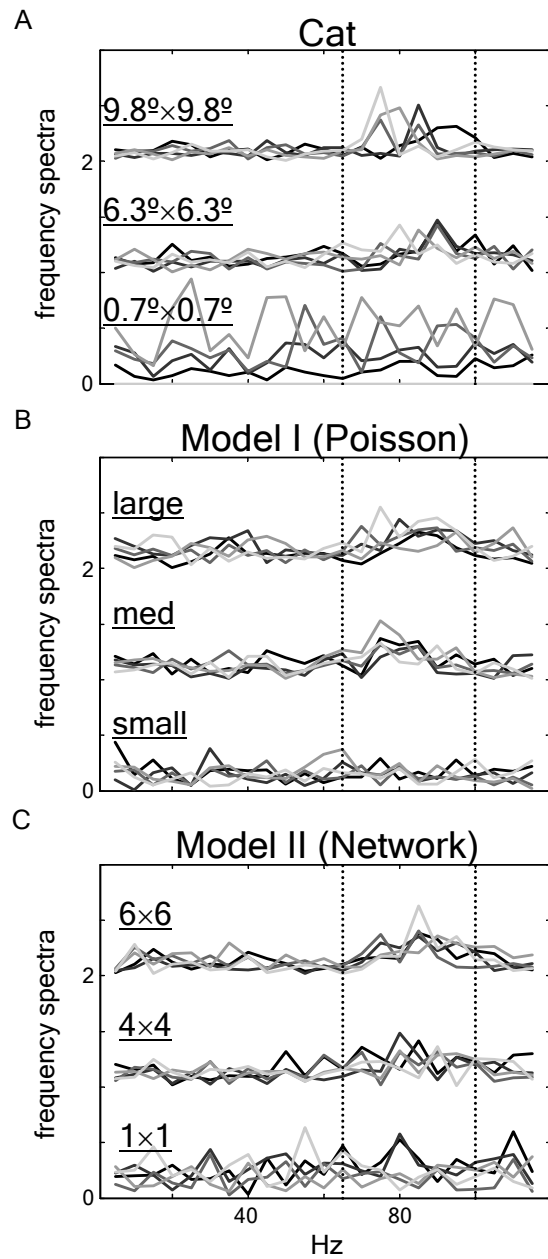 A
Cat
9.8º×9.8º
2
6.3º×6.3º
0.7º×0.7º
0
frequency spectra
B
Model I (Poisson)
large
2
med
small
0
frequency spectra
C
Model II (Network)
6×6
2
4×4
1×1
0
frequency spectra
40
80
Hz